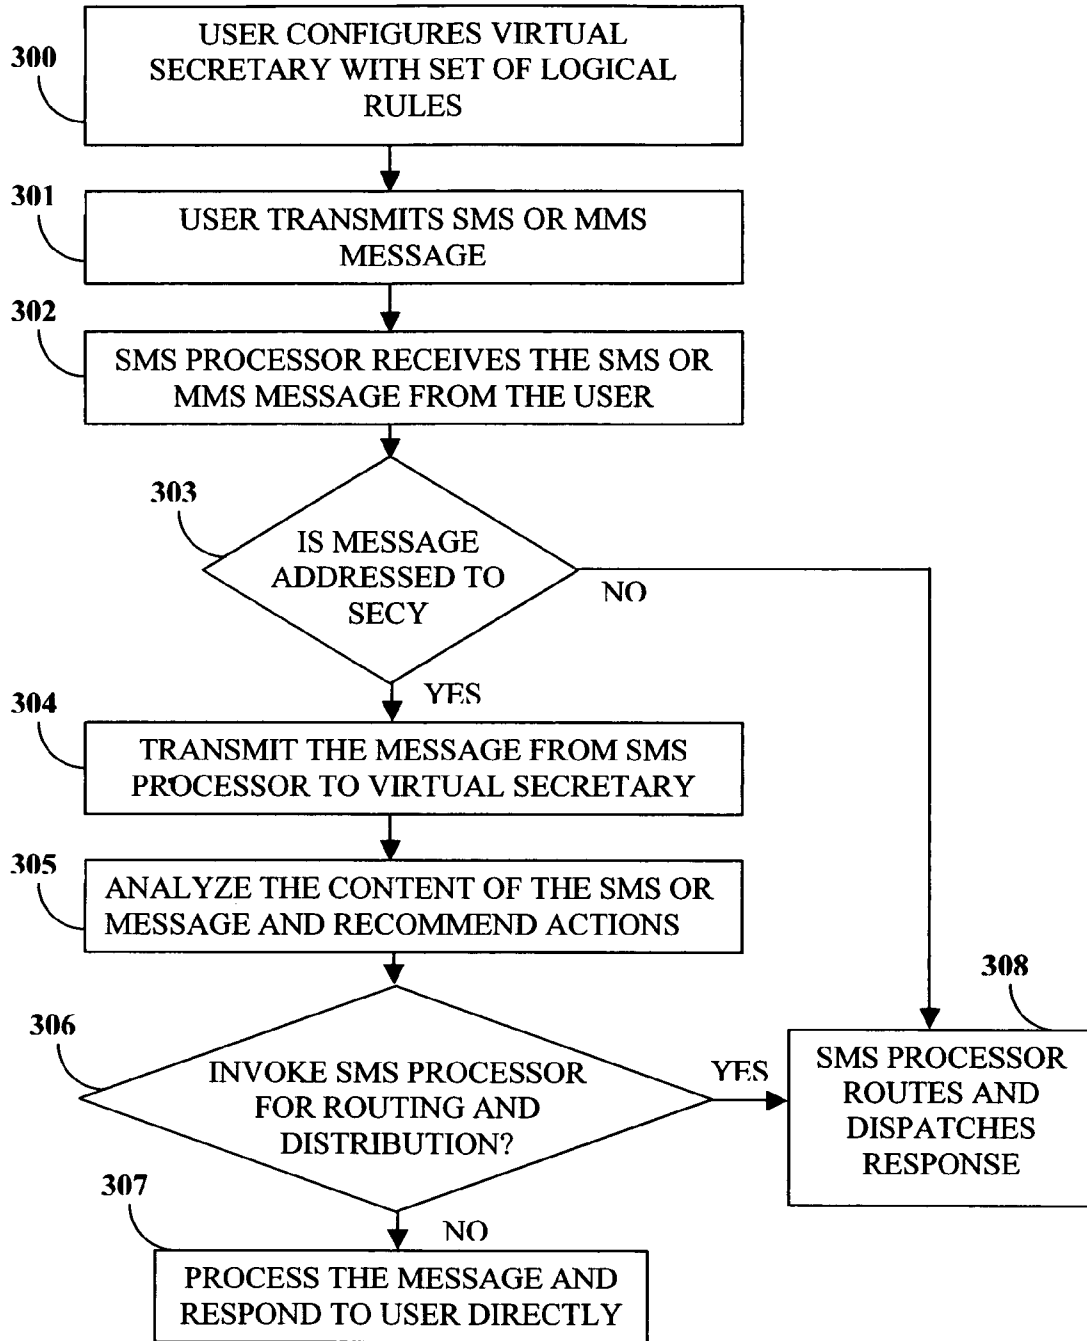 300
USER CONFIGURES VIRTUAL
SECRETARY WITH SET OF LOGICAL
RULES
301
USER TRANSMITS SMS OR MMS
MESSAGE
302
SMS PROCESSOR RECEIVES THE SMS OR
MMS MESSAGE FROM THE USER
303
IS MESSAGE
ADDRESSED TO
SECY
NO
YES
304
TRANSMIT THE MESSAGE FROM SMS
PROCESSOR TO VIRTUAL SECRETARY
305
ANALYZE THE CONTENT OF THE SMS OR
MESSAGE AND RECOMMEND ACTIONS
306
INVOKE SMS PROCESSOR
FOR ROUTING AND
DISTRIBUTION?
YES
308
SMS PROCESSOR
ROUTES AND
DISPATCHES
RESPONSE
NO
307
PROCESS THE MESSAGE AND
RESPOND TO USER DIRECTLY